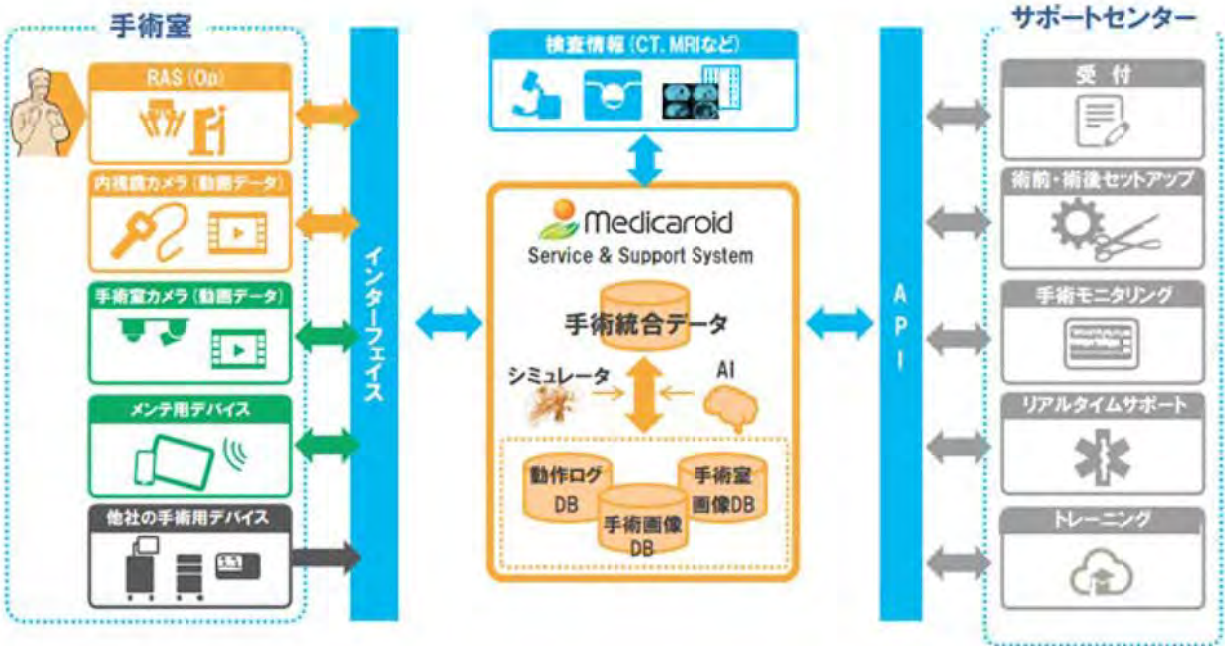 手術室
RAS (Op)
内視鏡カメラ(動画データ)
手術室カメラ(動画データ)
メンテ用デバイス
他社の手術用デバイス
インターフェイス
検査情報(CT、MRIなど)
Medicaroid
Service & Support System
手術統合データ
シミュレータ
AI
動作ログ
DB
手術画像
DB
手術室
画像DB
API
サポートセンター
受付
術前・術後セットアップ
手術モニタリング
リアルタイムサポート
トレーニング